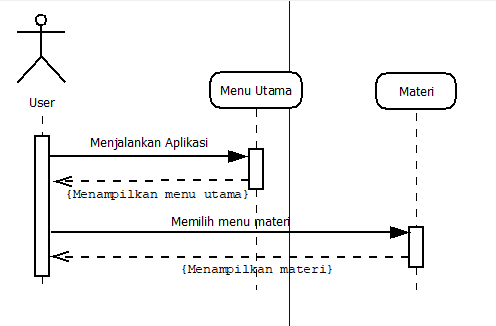 User
Menu Utama
Materi
Menjalankan Aplikasi
{Menampilkan menu utama}
Memilih menu materi
{Menampilkan materi}